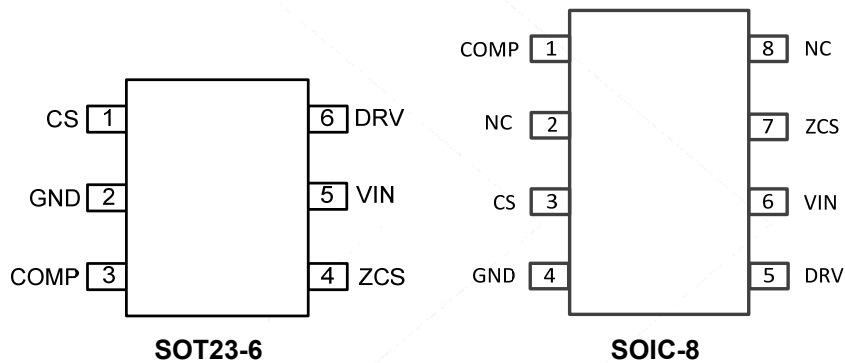 CS 1 6 DRV
GND 2 5 VIN
COMP 3 4 ZCS
SOT23-6
COMP 1 8 NC
NC 2 7 ZCS
CS 3 6 VIN
GND 4 5 DRV
SOIC-8